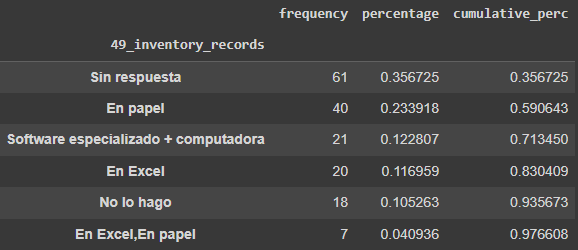 frequency percentage cumulative_perc
49_inventory_records
Sin respuesta 61 0.356725 0.356725
En papel 40 0.233918 0.590643
Software especializado + computadora 21 0.122807 0.713450
En Excel 20 0.116959 0.830409
No lo hago 18 0.105263 0.935673
En Excel,En papel 7 0.040936 0.976608